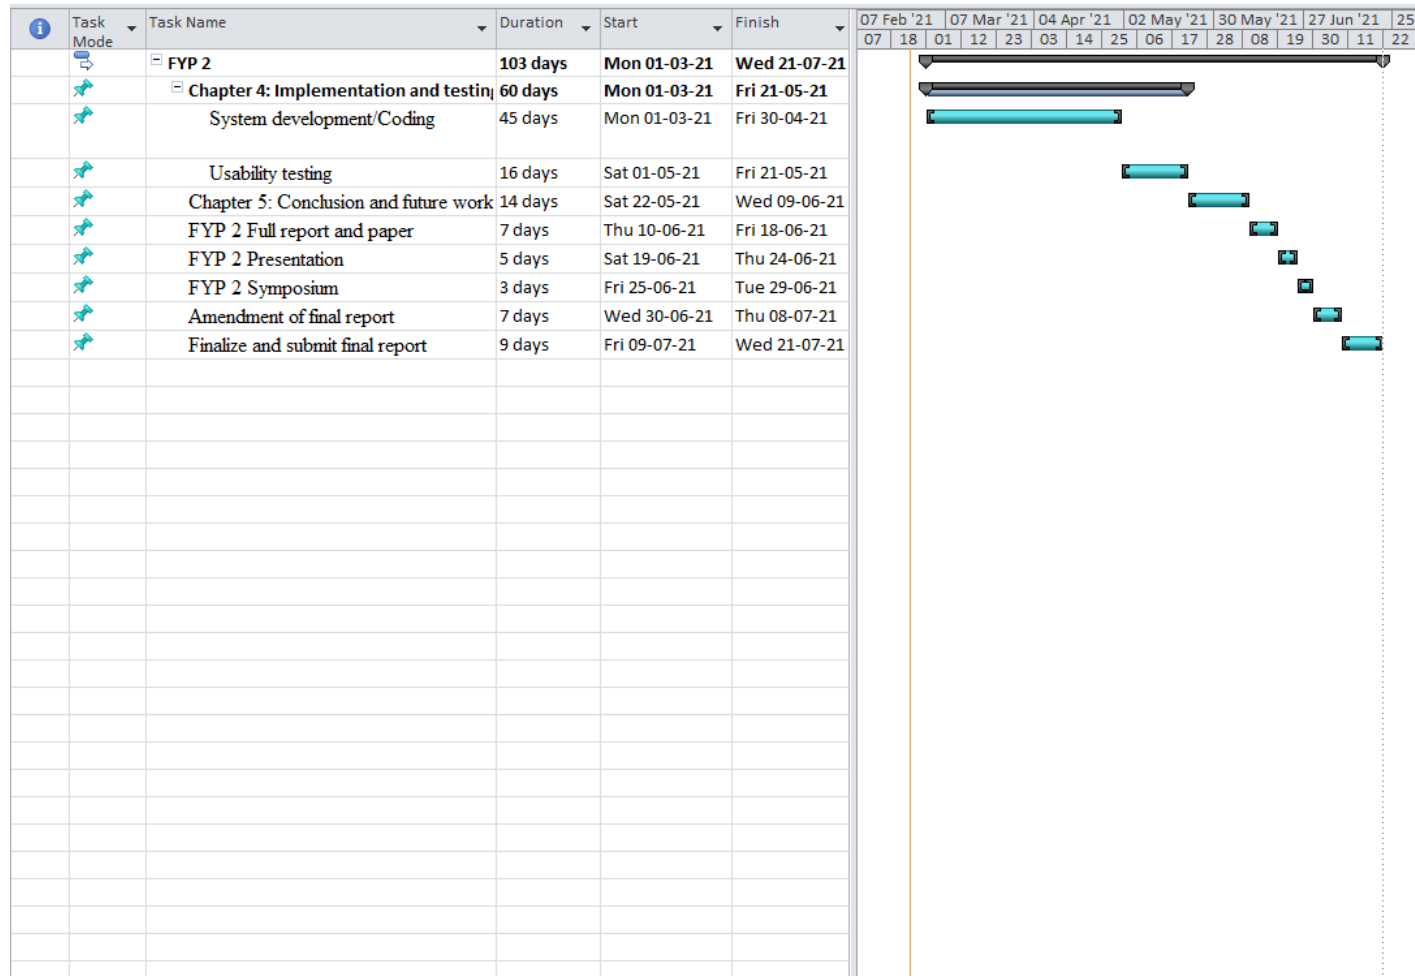 Task Mode Task Name Duration Start Finish 07 Feb '21 07 Mar '21 04 Apr '21 02 May '21 30 May '21 27 Jun '21 25
07 18 01 12 23 03 14 25 06 17 28 08 19 30 11 22
FYP 2 103 days Mon 01-03-21 Wed 21-07-21
Chapter 4: Implementation and testing 60 days Mon 01-03-21 Fri 21-05-21
System development/Coding 45 days Mon 01-03-21 Fri 30-04-21
Usability testing 16 days Sat 01-05-21 Fri 21-05-21
Chapter 5: Conclusion and future work 14 days Sat 22-05-21 Wed 09-06-21
FYP 2 Full report and paper 7 days Thu 10-06-21 Fri 18-06-21
FYP 2 Presentation 5 days Sat 19-06-21 Thu 24-06-21
FYP 2 Symposium 3 days Fri 25-06-21 Tue 29-06-21
Amendment of final report 7 days Wed 30-06-21 Thu 08-07-21
Finalize and submit final report 9 days Fri 09-07-21 Wed 21-07-21